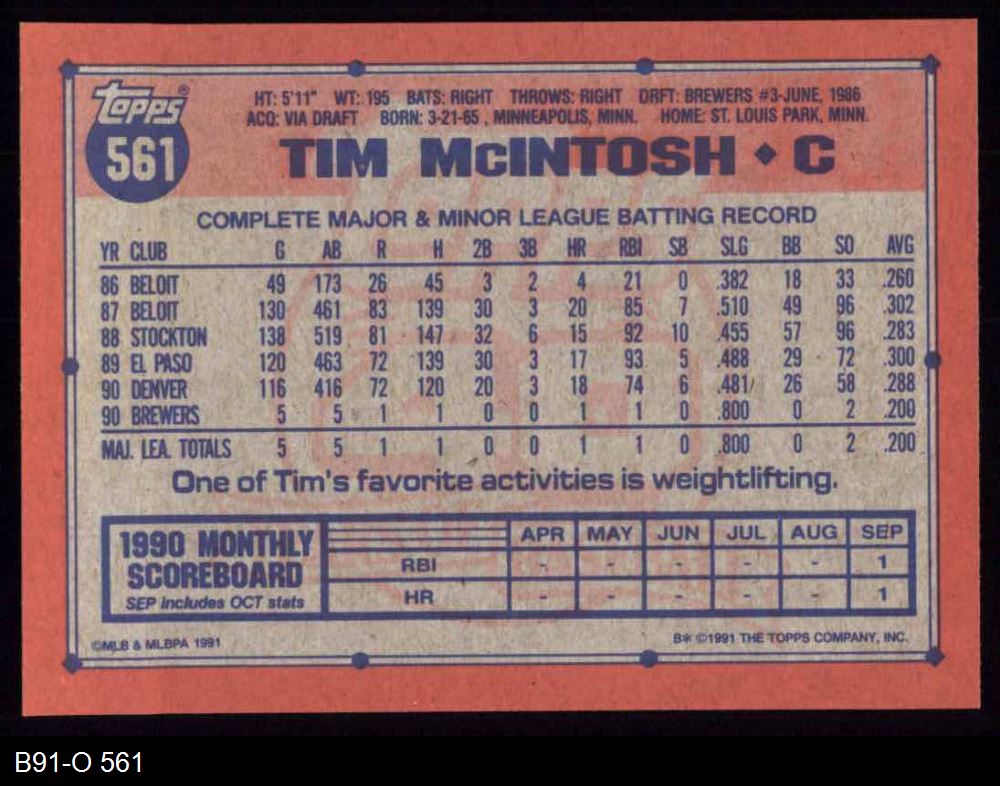 topps®
561
HT: 5'11" WT: 195 BATS: RIGHT THROWS: RIGHT DRFT: BREWERS #3-JUNE, 1986
ACQ: VIA DRAFT BORN: 3-21-65, MINNEAPOLIS, MINN. HOME: ST. LOUIS PARK, MINN.
TIM McINTOSH ◆ C
COMPLETE MAJOR & MINOR LEAGUE BATTING RECORD
YR CLUB G AB R H 2B 3B HR RBI SB SLG BB SO AVG
86 BELOIT 49 173 26 45 3 2 4 21 0 .382 18 33 .260
87 BELOIT 130 461 83 139 30 3 20 85 7 .510 49 96 .302
88 STOCKTON 138 519 81 147 32 6 15 92 10 .455 57 96 .283
89 EL PASO 120 463 72 139 30 3 17 93 5 .488 29 72 .300
90 DENVER 116 416 72 120 20 3 18 74 6 .481 26 58 .288
90 BREWERS 5 5 1 1 0 0 1 1 0 .800 0 2 .200
MAJ. LEA. TOTALS 5 5 1 1 0 0 1 1 0 .800 0 2 .200
One of Tim's favorite activities is weightlifting.
1990 MONTHLY
SCOREBOARD
SEP includes OCT stats
APR MAY JUN JUL AUG SEP
RBI - - - - - 1
HR - - - - - 1
©MLB & MLBPA 1991
B* ©1991 THE TOPPS COMPANY, INC.
B91-O 561